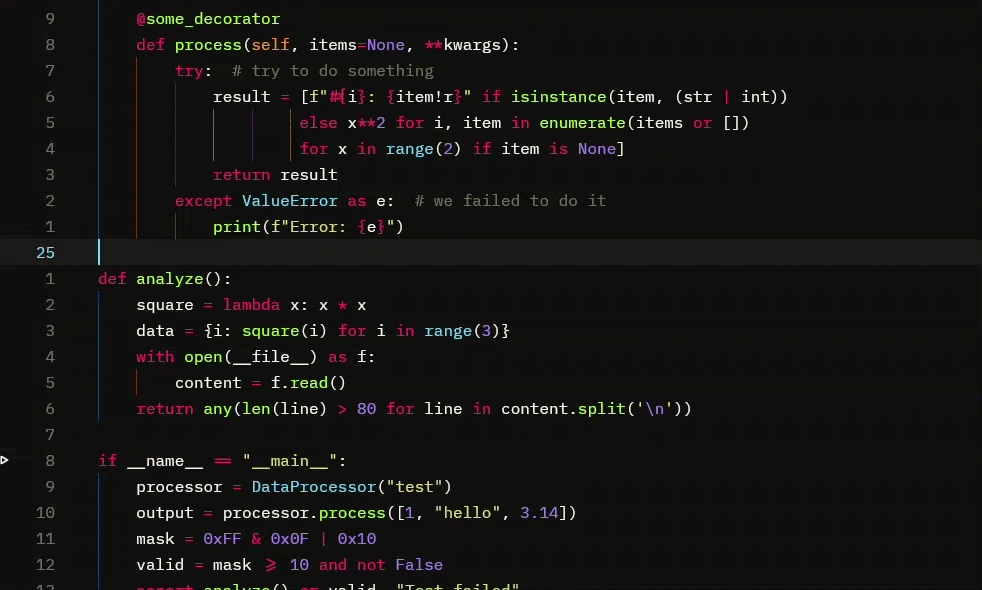 9 @some_decorator
8 def process(self, items=None, **kwargs):
7 try:  # try to do something
6 result = [f"#{i}: {item!r}" if isinstance(item, (str | int))
5 else x**2 for i, item in enumerate(items or [])
4 for x in range(2) if item is None]
3 return result
2 except ValueError as e:  # we failed to do it
1 print(f"Error: {e}")
25
1 def analyze():
2 square = lambda x: x * x
3 data = {i: square(i) for i in range(3)}
4 with open(__file__) as f:
5 content = f.read()
6 return any(len(line) > 80 for line in content.split('\n'))
7
8 if __name__ == "__main__":
9 processor = DataProcessor("test")
10 output = processor.process([1, "hello", 3.14])
11 mask = 0xFF & 0x0F | 0x10
12 valid = mask >= 10 and not False
13 assert analyze() or valid, "Test failed"